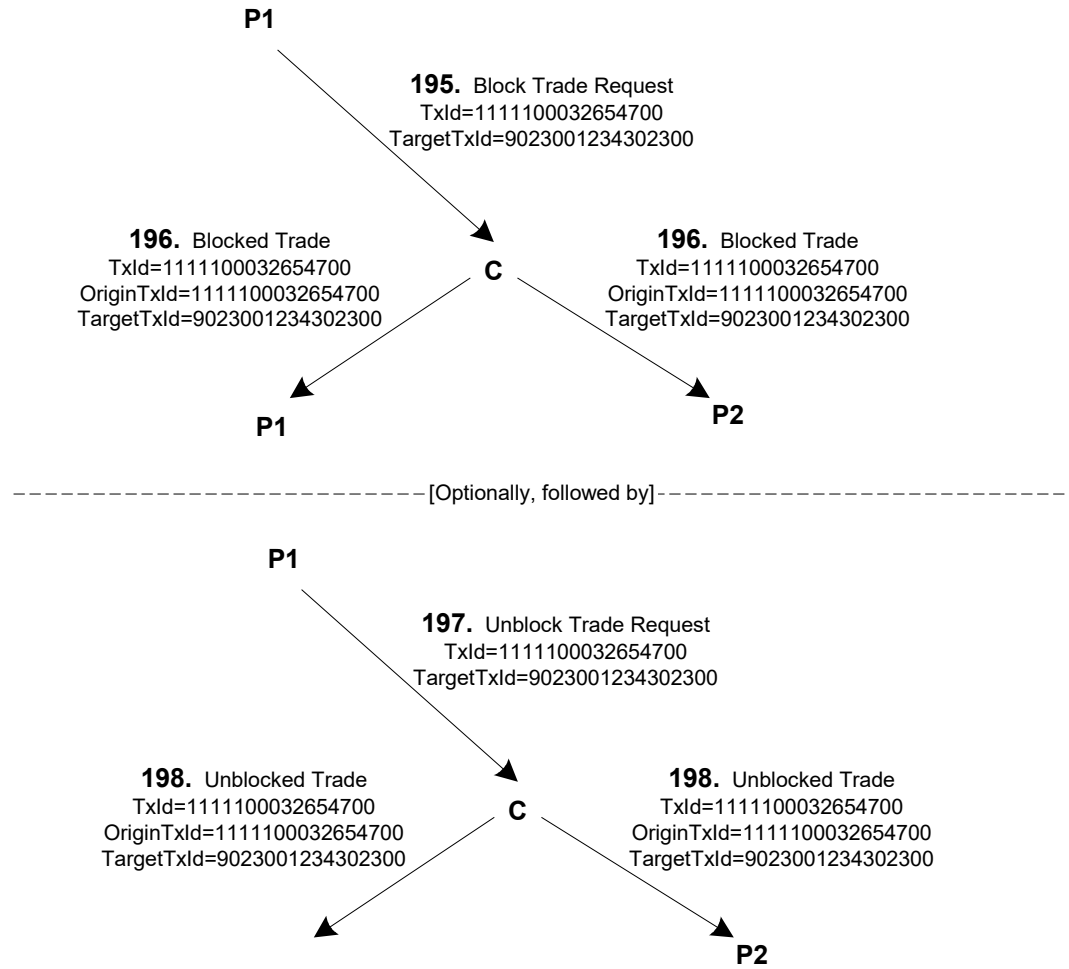 P1
195. Block Trade Request
TxId=1111100032654700
TargetTxId=9023001234302300
196. Blocked Trade
TxId=1111100032654700
OriginTxId=1111100032654700
TargetTxId=9023001234302300
C
196. Blocked Trade
TxId=1111100032654700
OriginTxId=1111100032654700
TargetTxId=9023001234302300
P1
P2
[Optionally, followed by]
P1
197. Unblock Trade Request
TxId=1111100032654700
TargetTxId=9023001234302300
198. Unblocked Trade
TxId=1111100032654700
OriginTxId=1111100032654700
TargetTxId=9023001234302300
C
198. Unblocked Trade
TxId=1111100032654700
OriginTxId=1111100032654700
TargetTxId=9023001234302300
P2